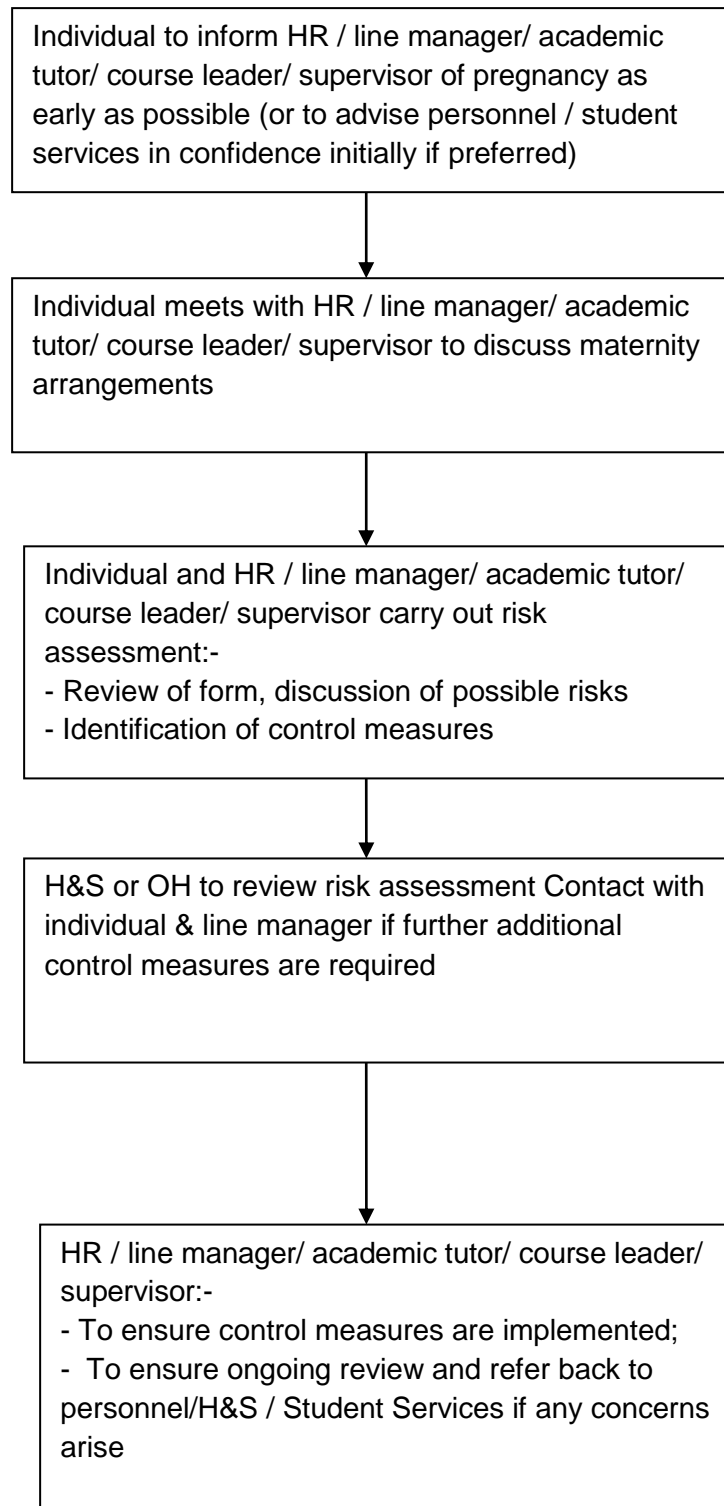 Individual to inform HR / line manager/ academic
tutor/ course leader/ supervisor of pregnancy as
early as possible (or to advise personnel / student
services in confidence initially if preferred)
Individual meets with HR / line manager/ academic
tutor/ course leader/ supervisor to discuss maternity
arrangements
Individual and HR / line manager/ academic tutor/
course leader/ supervisor carry out risk
assessment:-
- Review of form, discussion of possible risks
- Identification of control measures
H&S or OH to review risk assessment Contact with
individual & line manager if further additional
control measures are required
HR / line manager/ academic tutor/ course leader/
supervisor:-
- To ensure control measures are implemented;
-  To ensure ongoing review and refer back to
personnel/H&S / Student Services if any concerns
arise